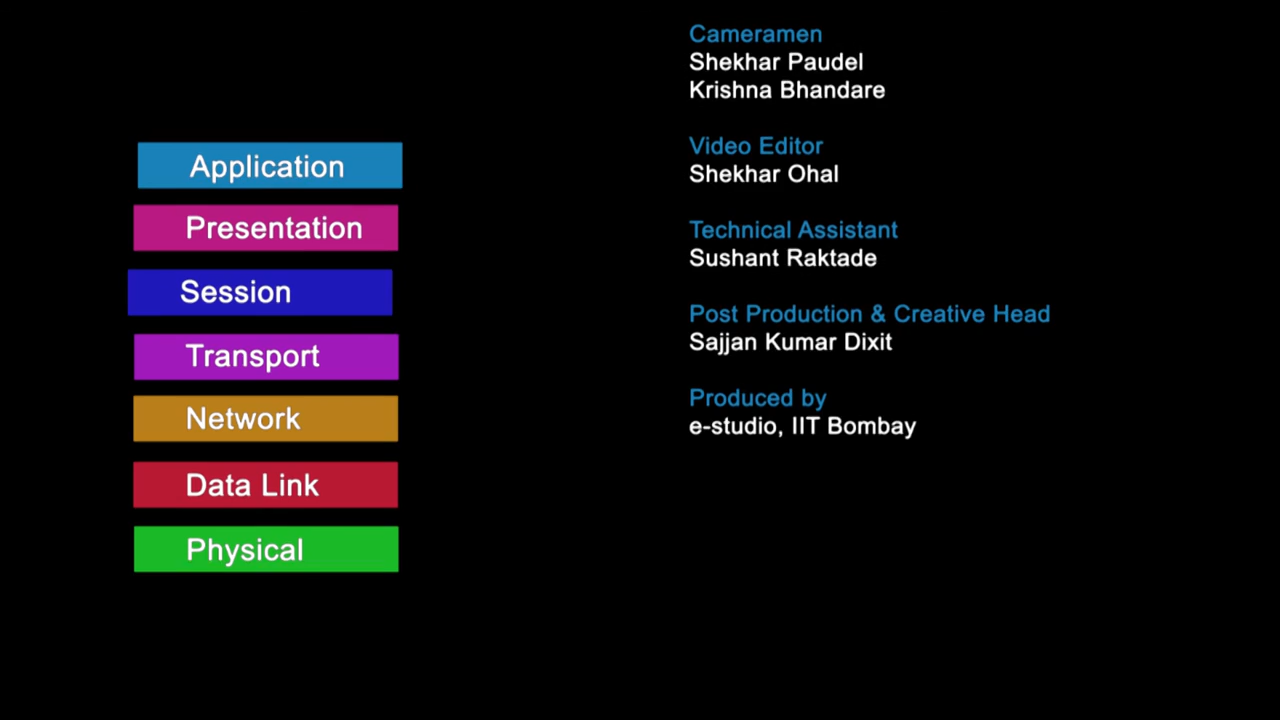 Application
Presentation
Session
Transport
Network
Data Link
Physical
Cameramen
Shekhar Paudel
Krishna Bhandare
Video Editor
Shekhar Ohal
Technical Assistant
Sushant Raktade
Post Production & Creative Head
Sajjan Kumar Dixit
Produced by
e-studio, IIT Bombay